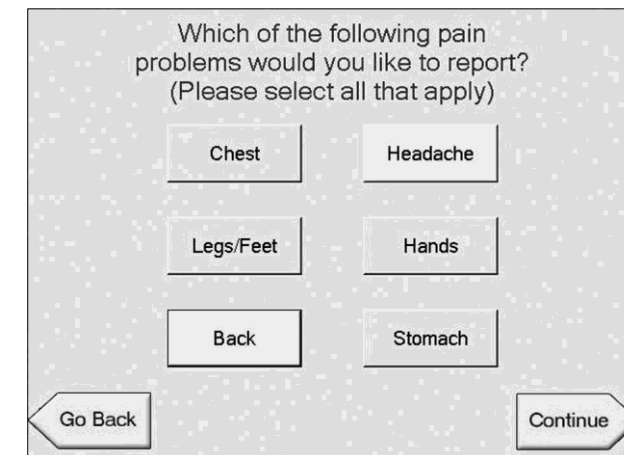 Which of the following pain
problems would you like to report?
(Please select all that apply)
Chest Headache
Legs/Feet Hands
Back Stomach
Go Back Continue